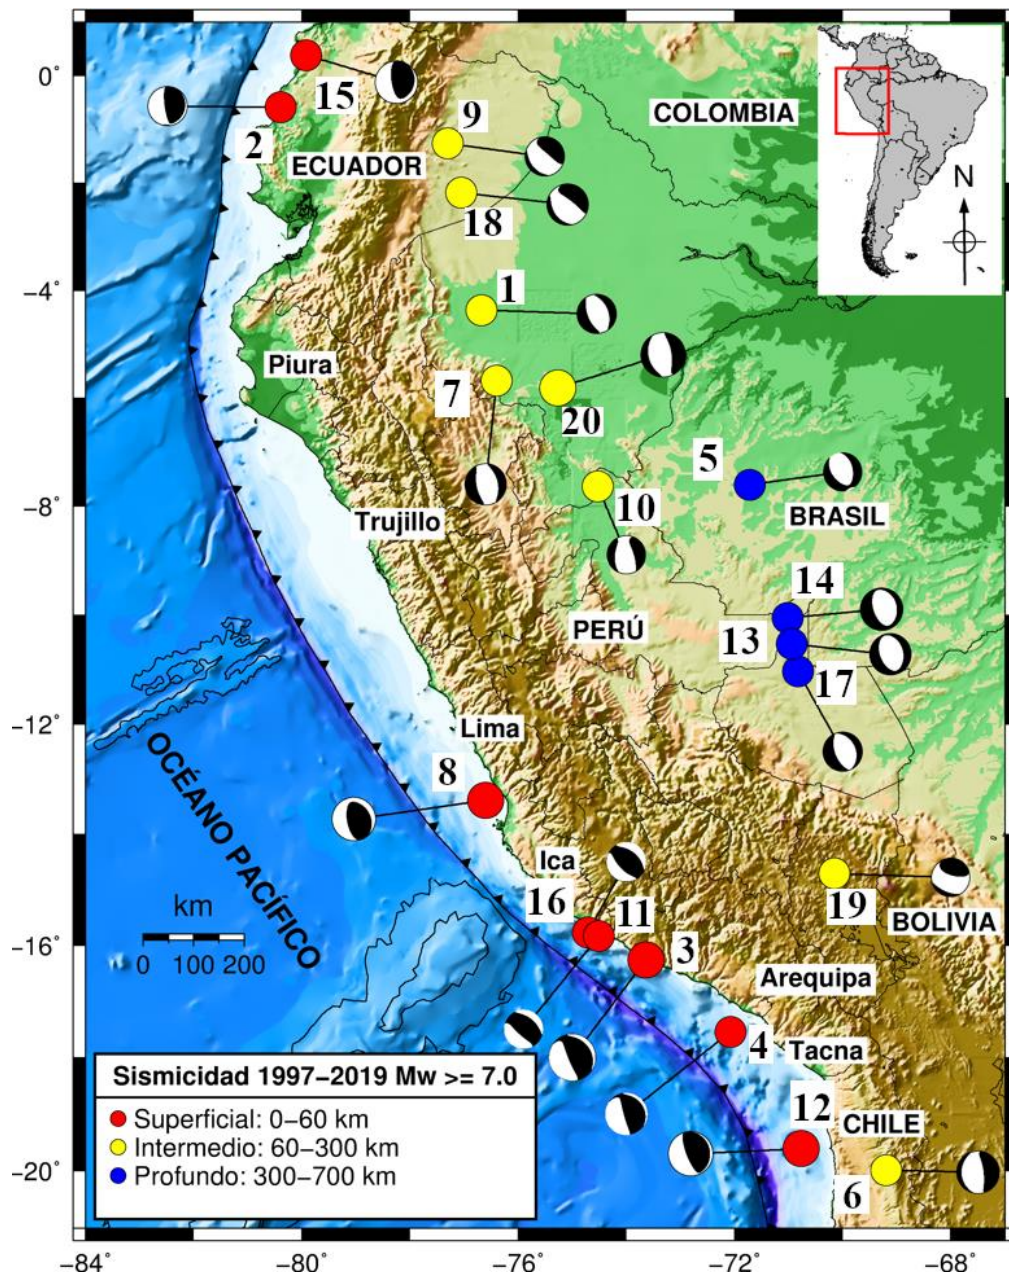 0°
-4°
-8°
-12°
-16°
-20°
-84°
-80°
-76°
-72°
-68°
15
2
9
COLOMBIA
ECUADOR
18
N
1
Piura
7
20
5
BRASIL
Trujillo
10
14
PERÚ
13
17
Lima
8
OCÉANO PACÍFICO
Ica
16
11
3
19
BOLIVIA
km
0 100 200
Arequipa
4
Tacna
12
CHILE
6
Sismicidad 1997-2019 Mw >= 7.0
Superficial: 0-60 km
Intermedio: 60-300 km
Profundo: 300-700 km